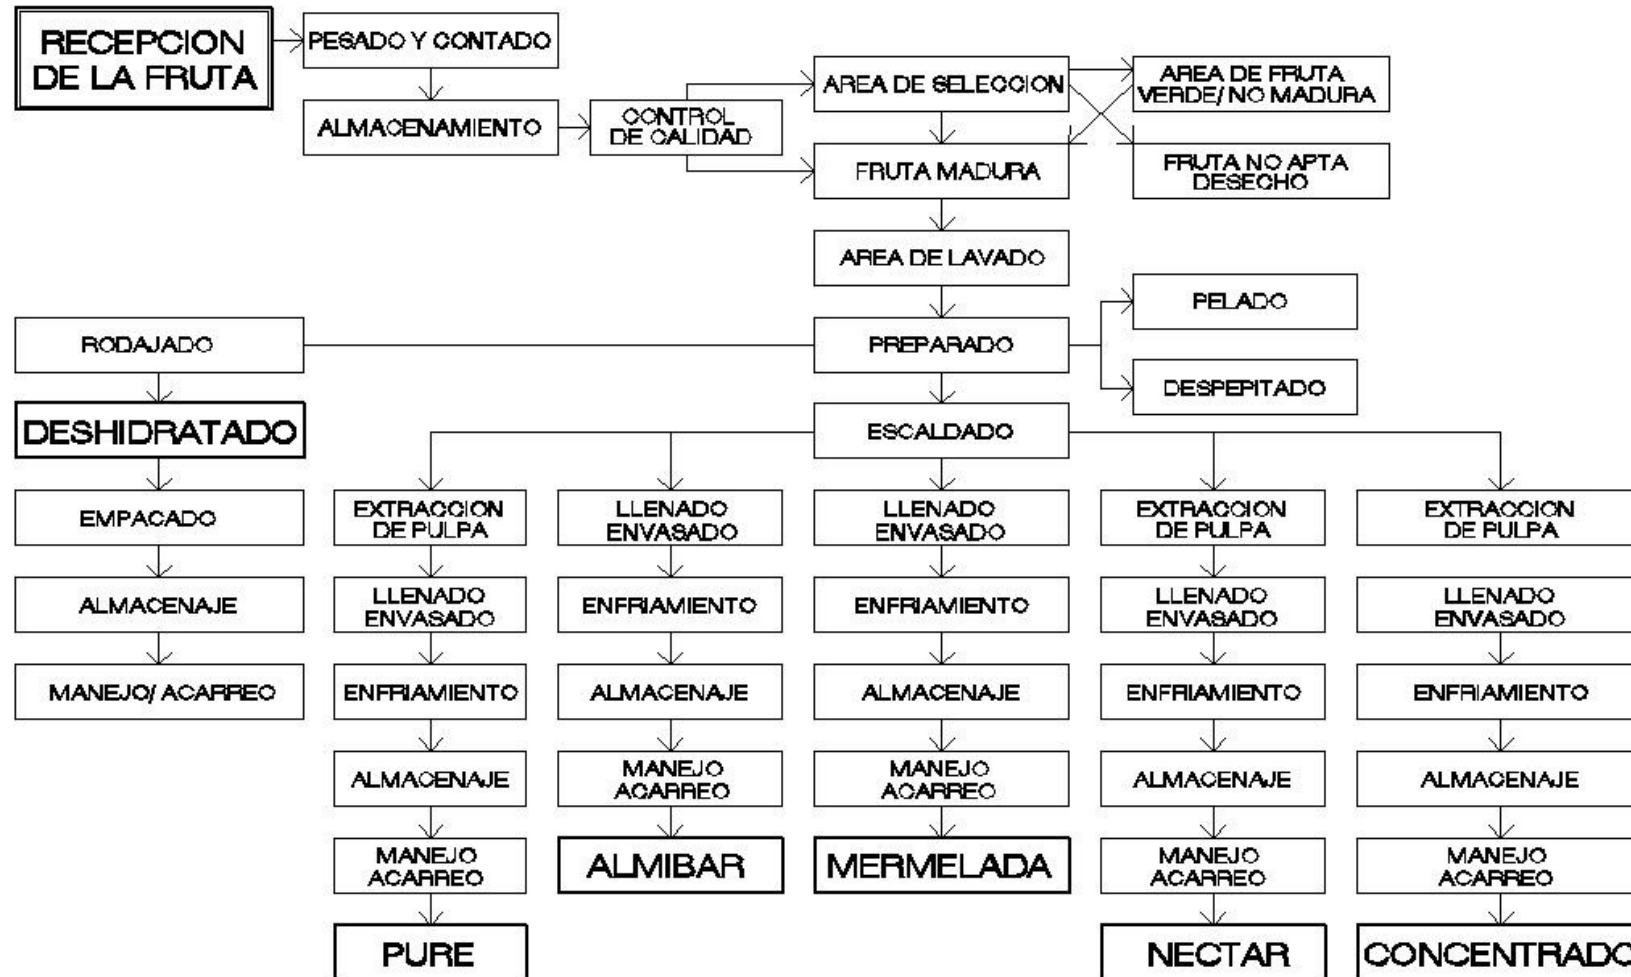 RECEPCION
DE LA FRUTA
PESADO Y CONTADO
ALMACENAMIENTO
CONTROL
DE CALIDAD
AREA DE SELECCION
AREA DE FRUTA
VERDE/ NO MADURA
FRUTA MADURA
FRUTA NO APTA
DESECHO
AREA DE LAVADO
PELADO
RODAJADO
PREPARADO
DESPEPITADO
DESHIDRATADO
ESCALDADO
EMPACADO
EXTRACCION
DE PULPA
LLENADO
ENVASADO
LLENADO
ENVASADO
EXTRACCION
DE PULPA
EXTRACCION
DE PULPA
ALMACENAJE
LLENADO
ENVASADO
ENFRIAMIENTO
ENFRIAMIENTO
LLENADO
ENVASADO
LLENADO
ENVASADO
MANEJO/ ACARREO
ENFRIAMIENTO
ALMACENAJE
ALMACENAJE
ENFRIAMIENTO
ENFRIAMIENTO
ALMACENAJE
MANEJO
ACARREO
MANEJO
ACARREO
ALMACENAJE
ALMACENAJE
MANEJO
ACARREO
ALMIBAR
MERMELADA
MANEJO
ACARREO
MANEJO
ACARREO
PURE
NECTAR
CONCENTRADO